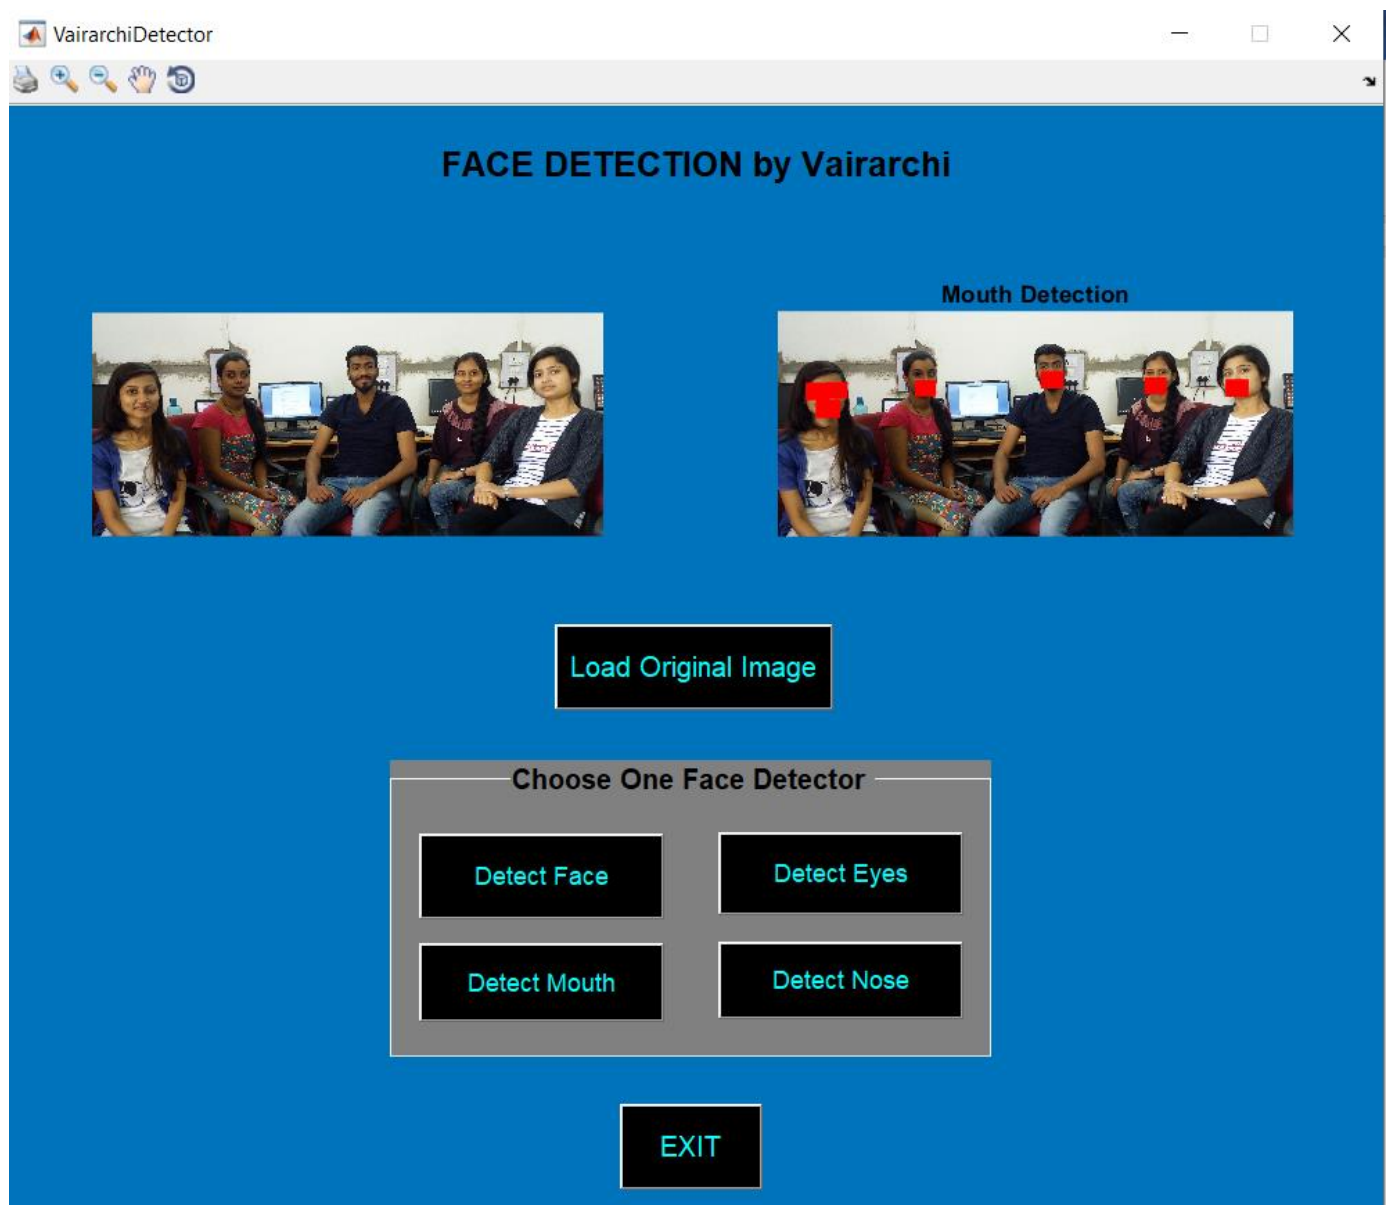 VairarchiDetector
FACE DETECTION by Vairarchi
Mouth Detection
Load Original Image
Choose One Face Detector
Detect Face
Detect Eyes
Detect Mouth
Detect Nose
EXIT